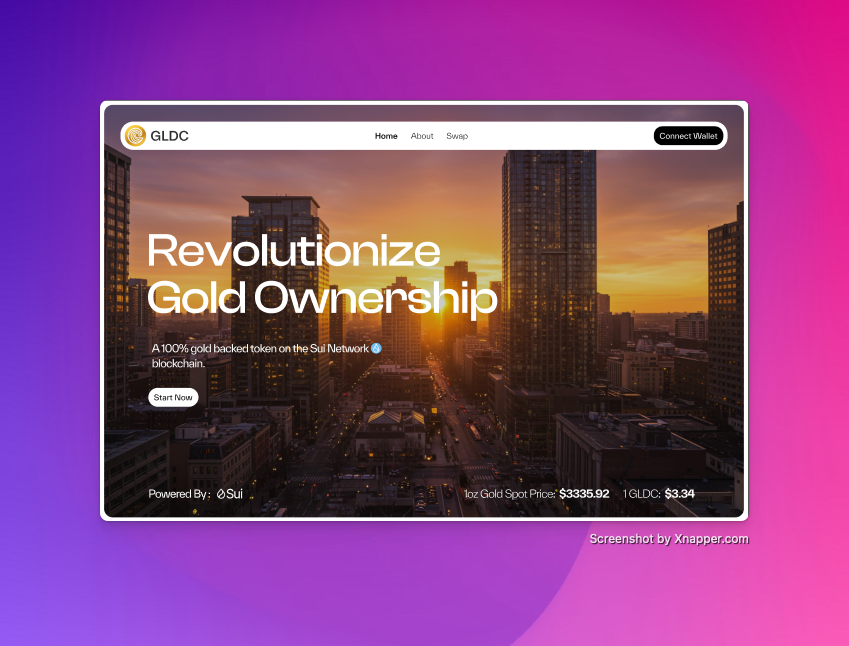 GLDC
Home About Swap
Connect Wallet
Revolutionize
Gold Ownership
A 100% gold backed token on the Sui Network
blockchain.
Start Now
Powered By: Sui
1oz Gold Spot Price: $3335.92 1 GLDC: $3.34
Screenshot by Xnapper.com